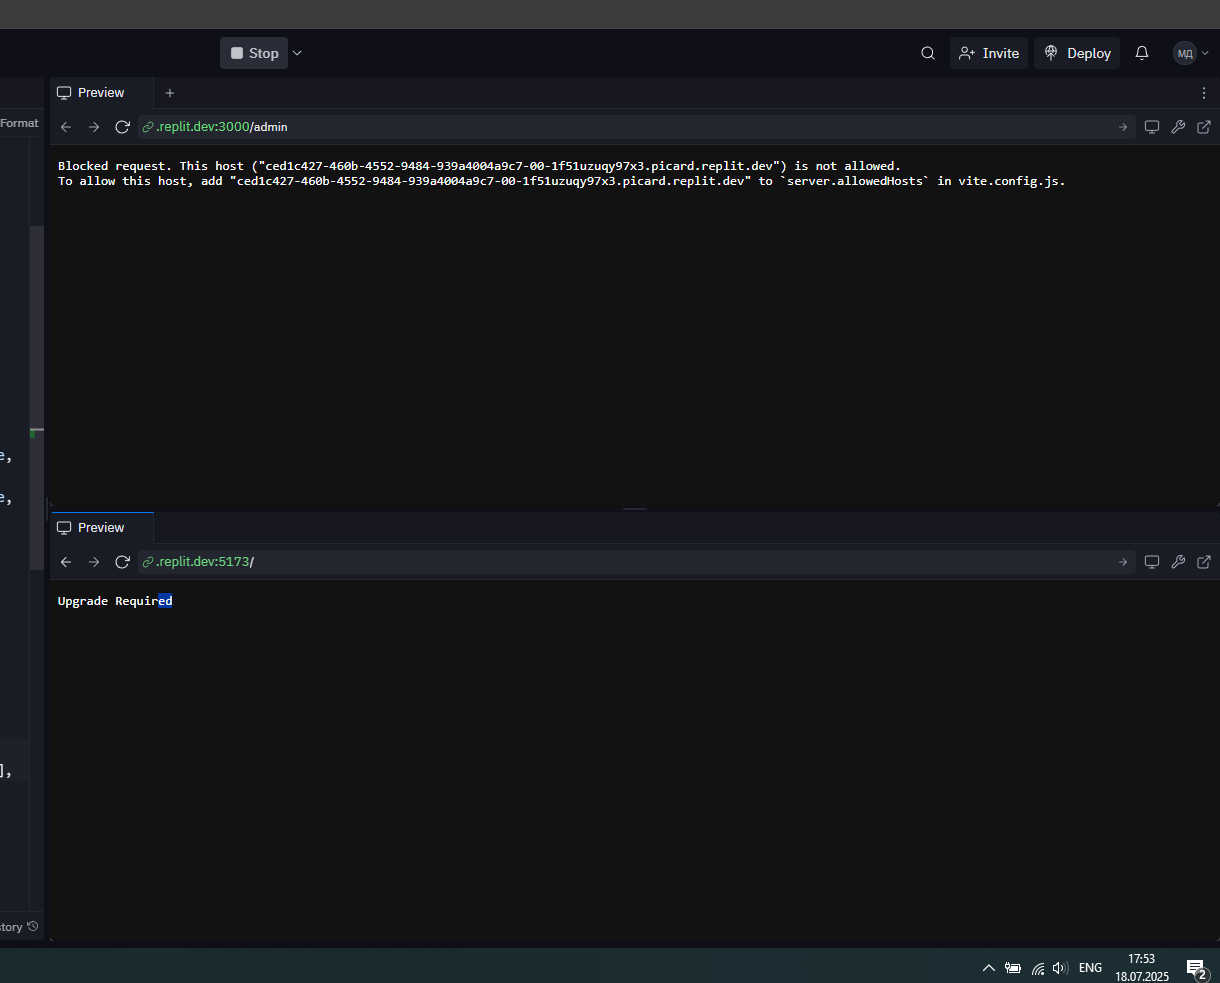 Stop
Invite
Deploy
МД
Preview
Format
.replit.dev:3000/admin
Blocked request. This host ("ced1c427-460b-4552-9484-939a4004a9c7-00-1f51uzuqy97x3.picard.replit.dev") is not allowed.
To allow this host, add "ced1c427-460b-4552-9484-939a4004a9c7-00-1f51uzuqy97x3.picard.replit.dev" to `server.allowedHosts` in vite.config.js.
e,
e,
Preview
.replit.dev:5173/
Upgrade Required
],
story
ENG
17:53
18.07.2025
2